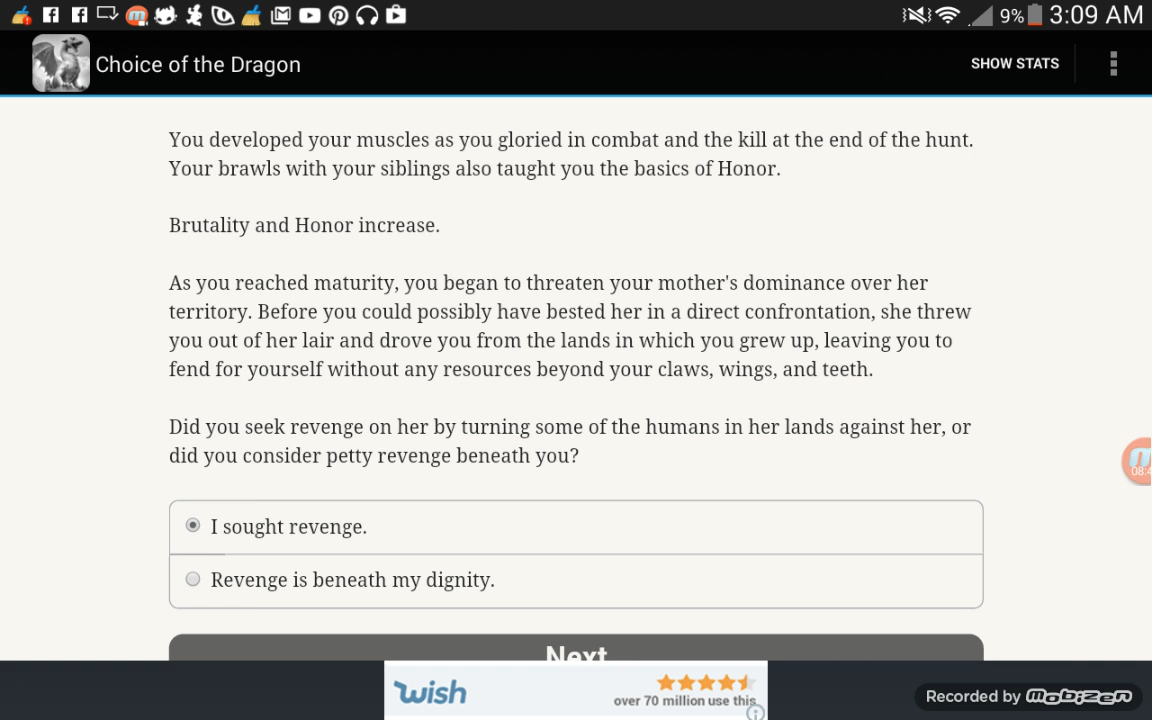 9% 3:09 AM
Choice of the Dragon
SHOW STATS
You developed your muscles as you gloried in combat and the kill at the end of the hunt.
Your brawls with your siblings also taught you the basics of Honor.
Brutality and Honor increase.
As you reached maturity, you began to threaten your mother's dominance over her
territory. Before you could possibly have bested her in a direct confrontation, she threw
you out of her lair and drove you from the lands in which you grew up, leaving you to
fend for yourself without any resources beyond your claws, wings, and teeth.
Did you seek revenge on her by turning some of the humans in her lands against her, or
did you consider petty revenge beneath you?
I sought revenge.
Revenge is beneath my dignity.
Next
wish
over 70 million use this
Recorded by mobizen